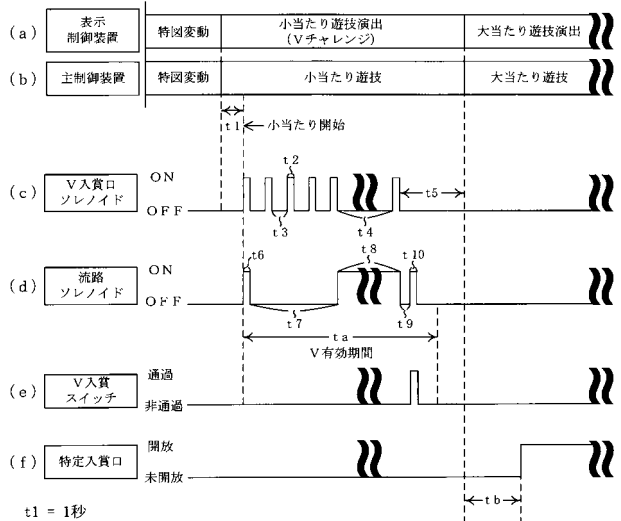 (a) 表示制御装置 特図変動 小当たり遊技演出(Vチャレンジ) 大当たり遊技演出
(b) 主制御装置 特図変動 小当たり遊技 大当たり遊技
t1 小当たり開始
(c) V入賞口ソレノイド ON OFF t2 t3 t4 t5
(d) 流路ソレノイド ON OFF t6 t7 t8 t9 t10
ta
V有効期間
(e) V入賞スイッチ 通過 非通過
(f) 特定入賞口 開放 未開放
tb
t1 = 1秒